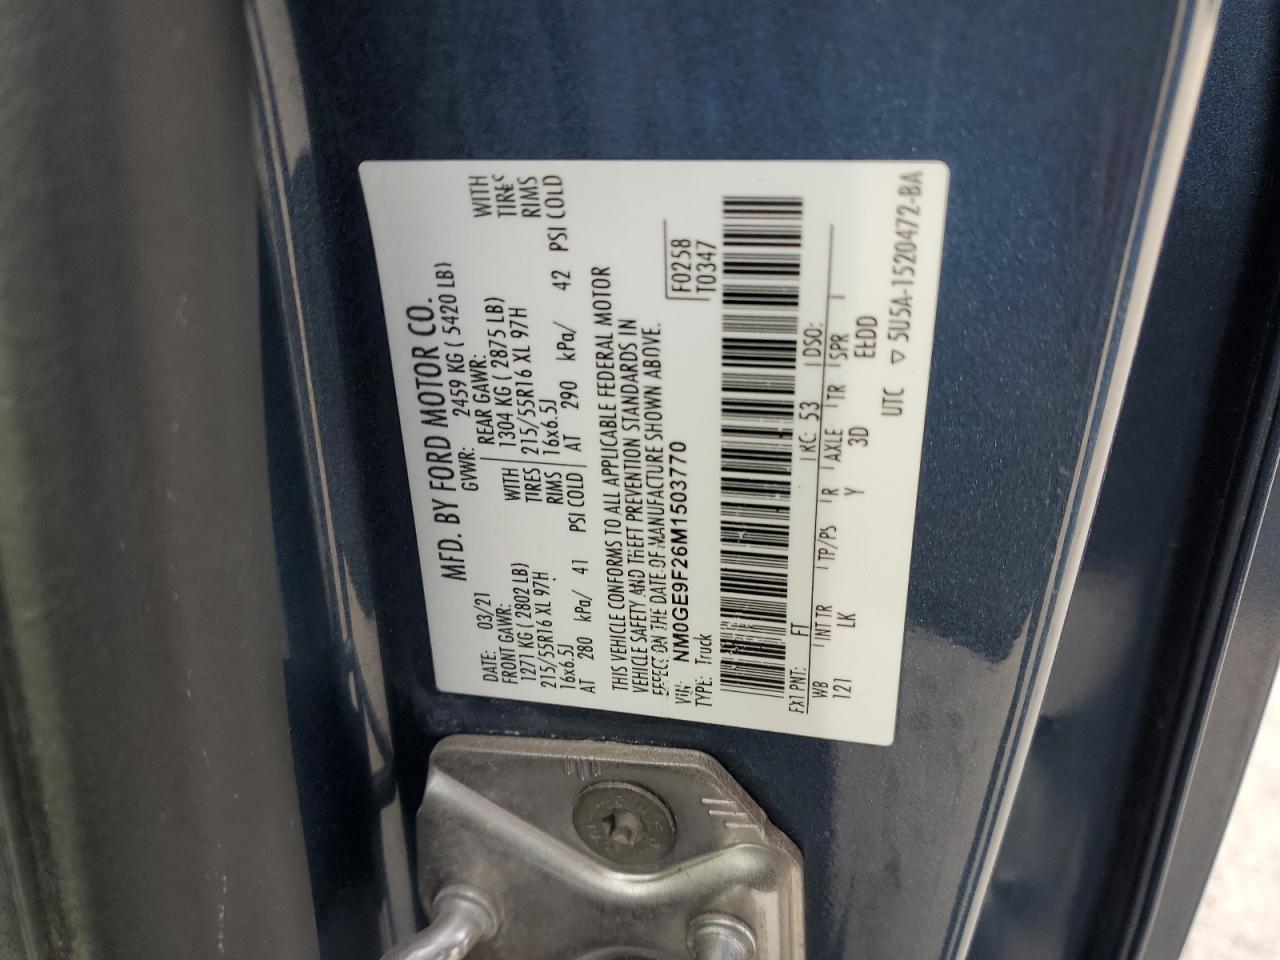 MFD. BY FORD MOTOR CO.
DATE: 03/21 GVWR: 2459 KG ( 5420 LB)
FRONT GAWR: REAR GAWR:
1271 KG ( 2802 LB) WITH 1304 KG ( 2875 LB) WITH
215/55R16 XL 97H TIRES 215/55R16 XL 97H TIRES
16x6.5J RIMS 16x6.5J RIMS
AT 280 kPa/ 41 PSI COLD AT 290 kPa/ 42 PSI COLD
THIS VEHICLE CONFORMS TO ALL APPLICABLE FEDERAL MOTOR
VEHICLE SAFETY AND THEFT PREVENTION STANDARDS IN
EFFECT ON THE DATE OF MANUFACTURE SHOWN ABOVE.
VIN: NM0GE9F26M1503770 F0258
TYPE: Truck T0347
FX1 PNT: FT KC: 53 DSO:
WB INT TR TP/PS R AXLE TR SPR
121 LK Y 3D
UTC ▽ 5U5A-1520472-BA